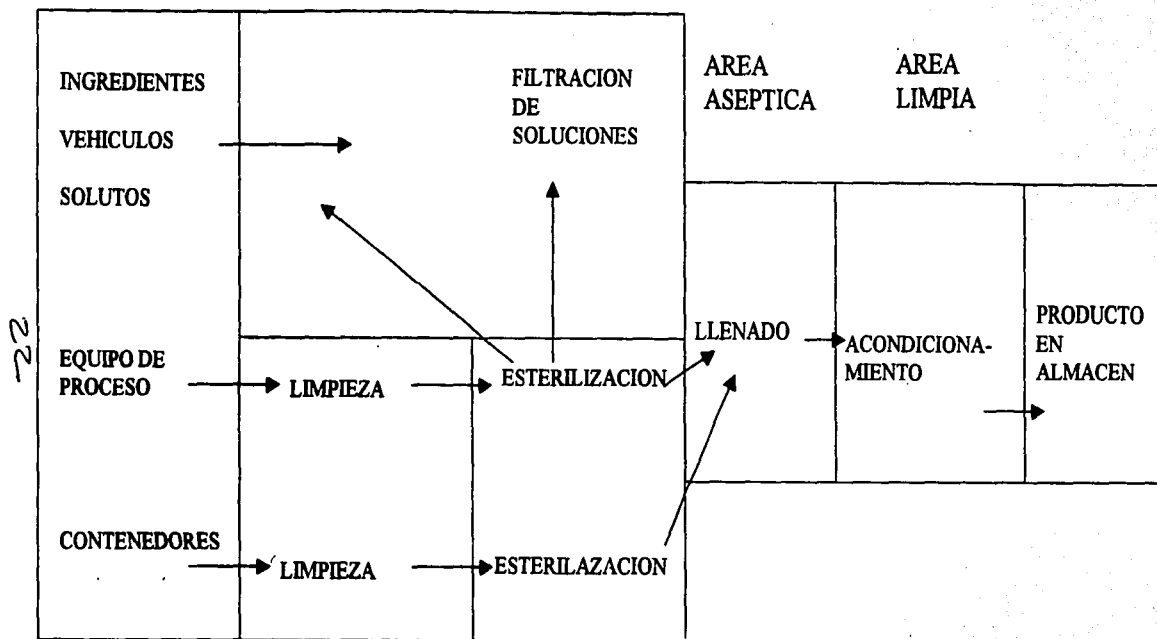 INGREDIENTES
VEHICULOS
SOLUTOS
FILTRACION
DE
SOLUCIONES
AREA
ASEPTICA
AREA
LIMPIA
22
EQUIPO DE
PROCESO
LIMPIEZA
ESTERILIZACION
LLENADO
ACONDICIONA-
MIENTO
PRODUCTO
EN
ALMACEN
CONTENEDORES
LIMPIEZA
ESTERILAZACION